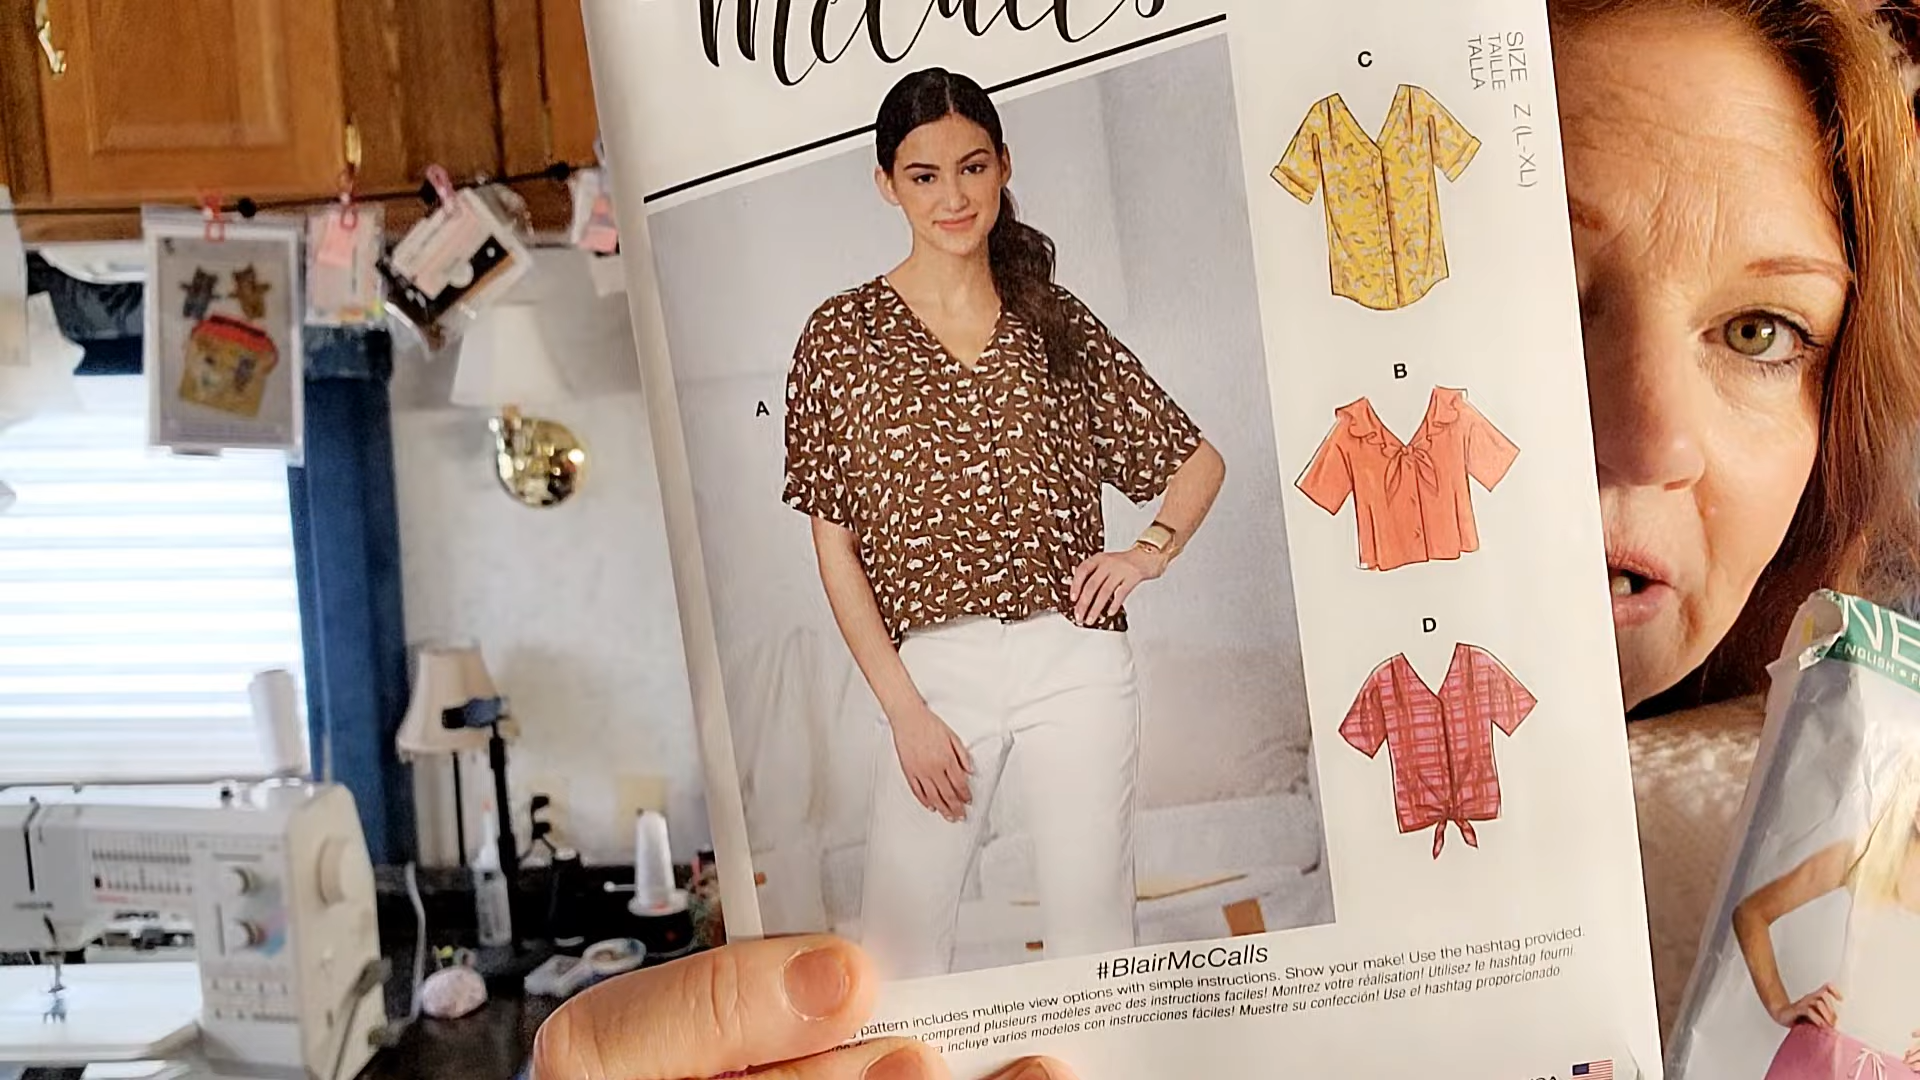 McCall's
C
SIZE Z (L-XL)
TAILLE
TALLA
A
B
D
#BlairMcCalls
pattern includes multiple view options with simple instructions. Show your make! Use the hashtag provided.
comprend plusieurs modèles avec des instructions faciles! Montrez votre réalisation! Utilisez le hashtag fourni.
incluye varios modelos con instrucciones fáciles! Muestre su confección! Use el hashtag proporcionado
NE
ENGLISH • F